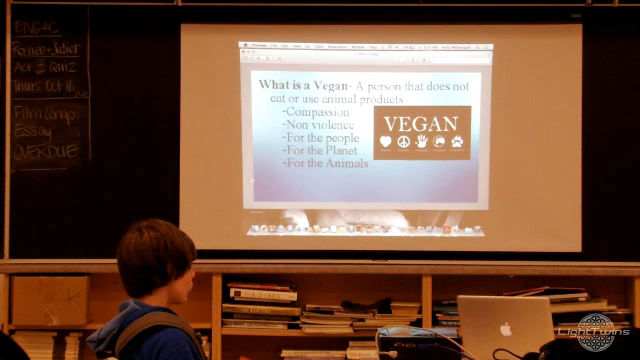 ENG4C
Romeo & Juliet
Act 3 Quiz
Thurs Oct 16
Film Comp.
Essay
OVERDUE
What is a Vegan- A person that does not
eat or use animal products
-Compassion
-Non violence
-For the people
-For the Planet
-For the Animals
VEGAN
LightTwins